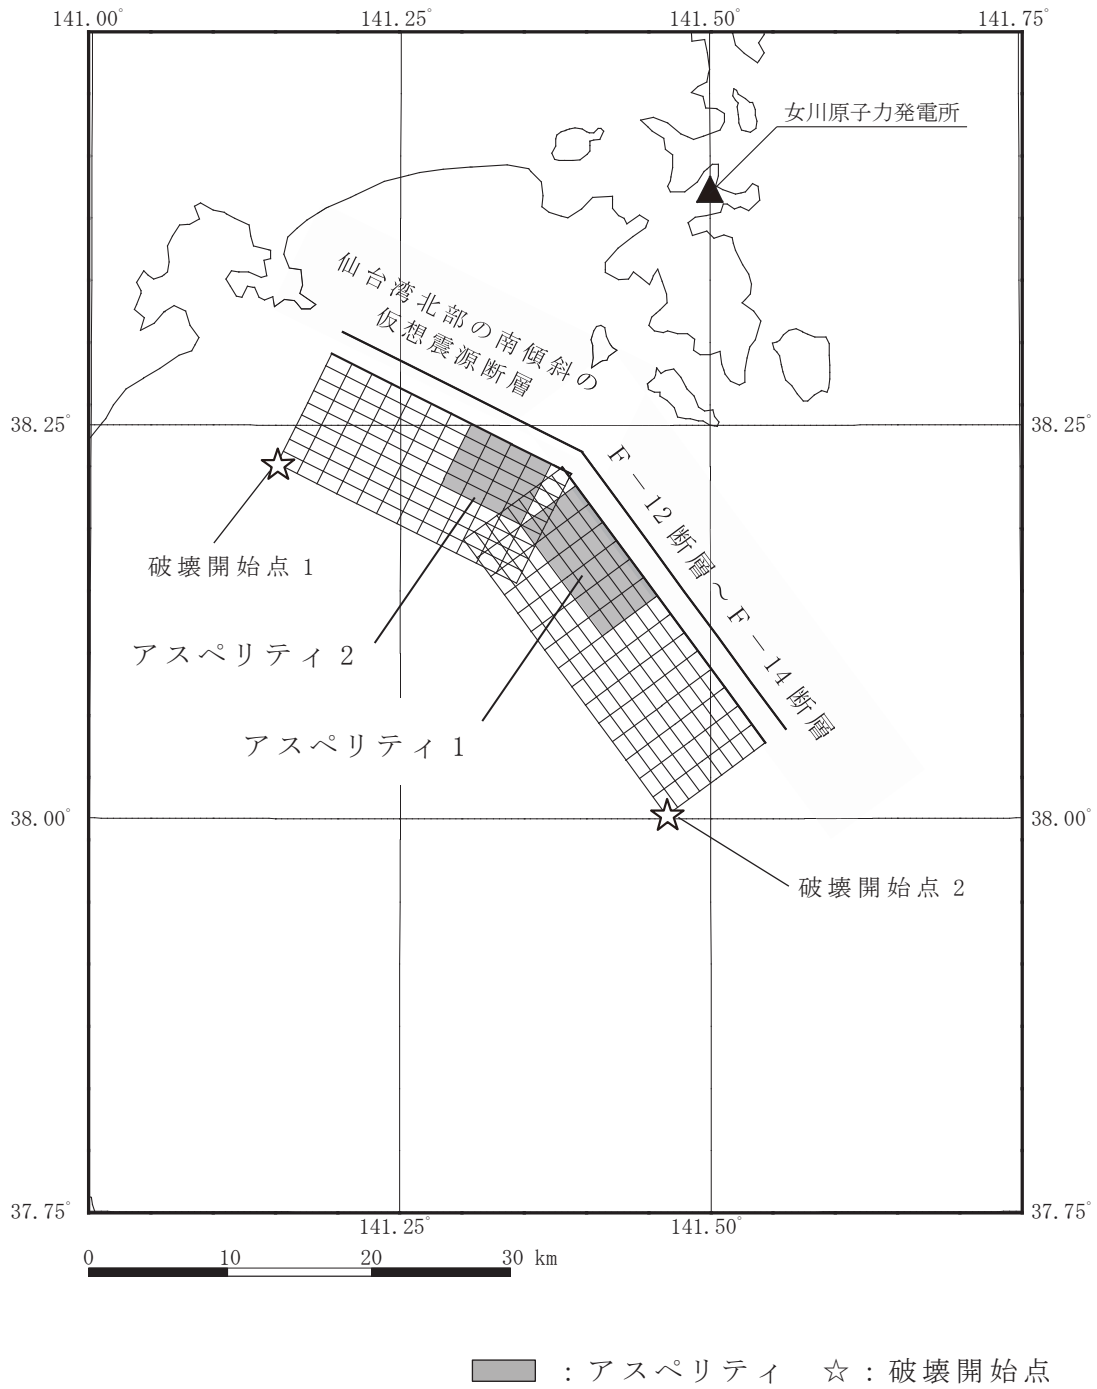 141.00° 141.25° 141.50° 141.75°
女川原子力発電所
仙台湾北部の南傾斜の
仮想震源断層
38.25° 38.25°
F－12断層～F－14断層
破壊開始点1
アスペリティ2
アスペリティ1
38.00° 38.00°
破壊開始点2
37.75° 37.75°
141.25° 141.50°
0 10 20 30 km
：アスペリティ ☆：破壊開始点